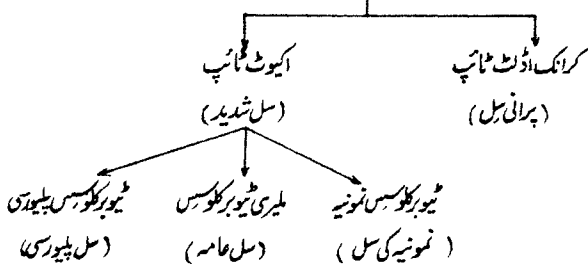 کرانک اڈلٹ ٹائپ
(پرانی سل)
اکیوٹ ٹائپ
(سل شدید)
ٹیوبرکلوسس نمونیہ
(نمونیہ کی سل)
ملیری ٹیوبرکلوسس
(سل عامہ)
ٹیوبرکلوسس پلیورسی
(سل پلیورسی)